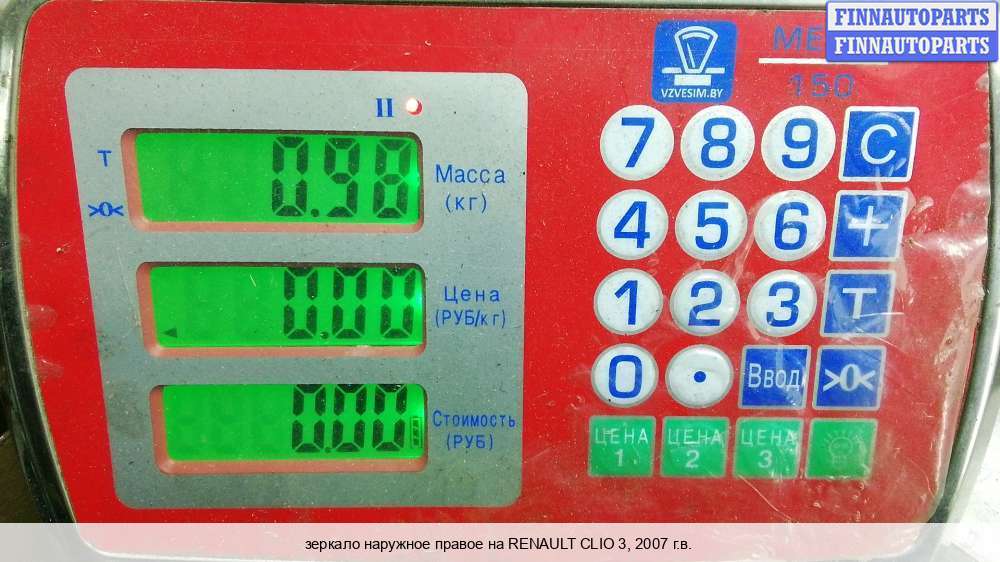 FINNAUTOPARTS
FINNAUTOPARTS
VZVESIM.BY
150
II
T
>0<
0.98
Масса
(кг)
0.00
Цена
(РУБ/кг)
0.00
Стоимость
(РУБ)
7 8 9 C
4 5 6 +
1 2 3 T
0 . Ввод >0<
ЦЕНА 1 ЦЕНА 2 ЦЕНА 3
зеркало наружное правое на RENAULT CLIO 3, 2007 г.в.